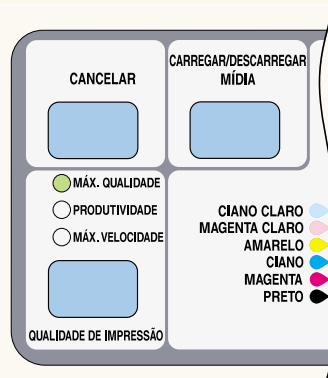 CANCELAR
CARREGAR/DESCARREGAR
MÍDIA
MÁX. QUALIDADE
PRODUTIVIDADE
MÁX. VELOCIDADE
QUALIDADE DE IMPRESSÃO
CIANO CLARO
MAGENTA CLARO
AMARELO
CIANO
MAGENTA
PRETO